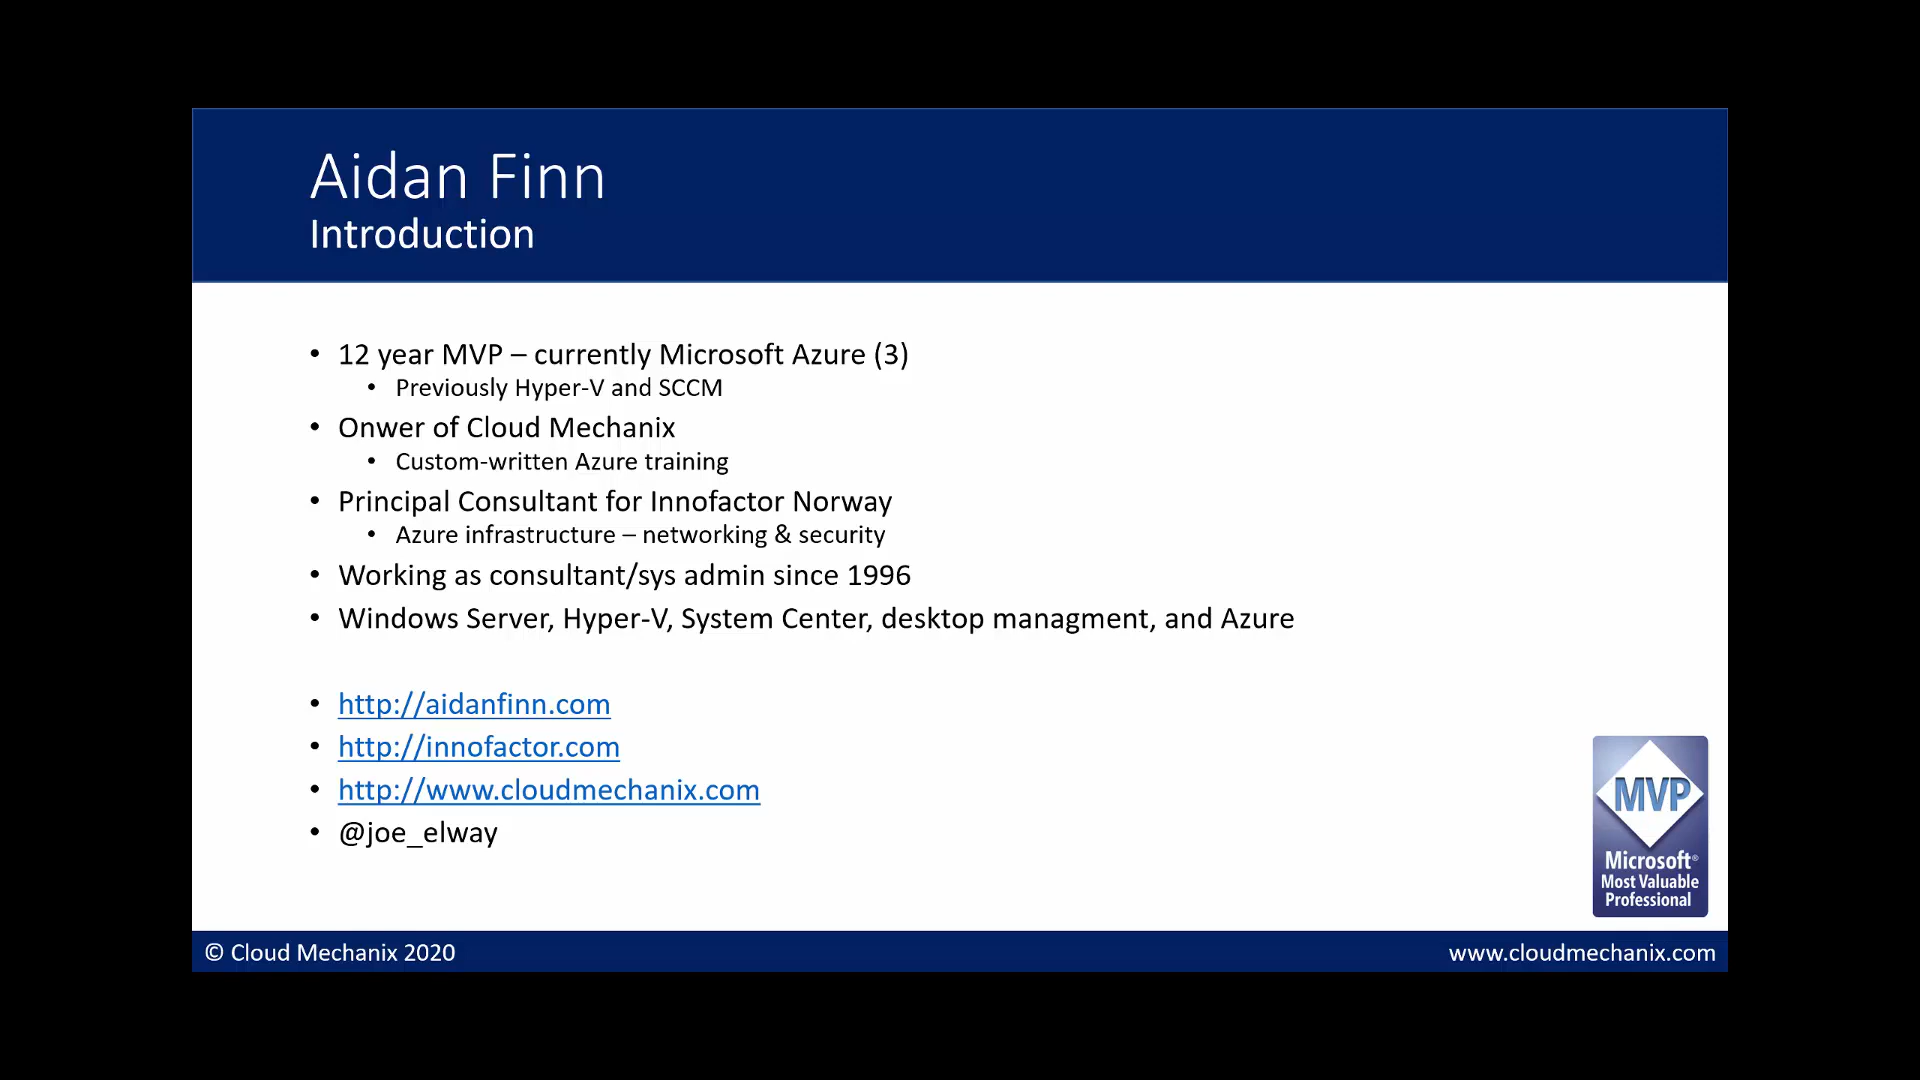 Aidan Finn
Introduction
• 12 year MVP – currently Microsoft Azure (3)
• Previously Hyper-V and SCCM
• Onwer of Cloud Mechanix
• Custom-written Azure training
• Principal Consultant for Innofactor Norway
• Azure infrastructure – networking & security
• Working as consultant/sys admin since 1996
• Windows Server, Hyper-V, System Center, desktop managment, and Azure
• http://aidanfinn.com
• http://innofactor.com
• http://www.cloudmechanix.com
• @joe_elway
MVP
Microsoft®
Most Valuable
Professional
© Cloud Mechanix 2020
www.cloudmechanix.com